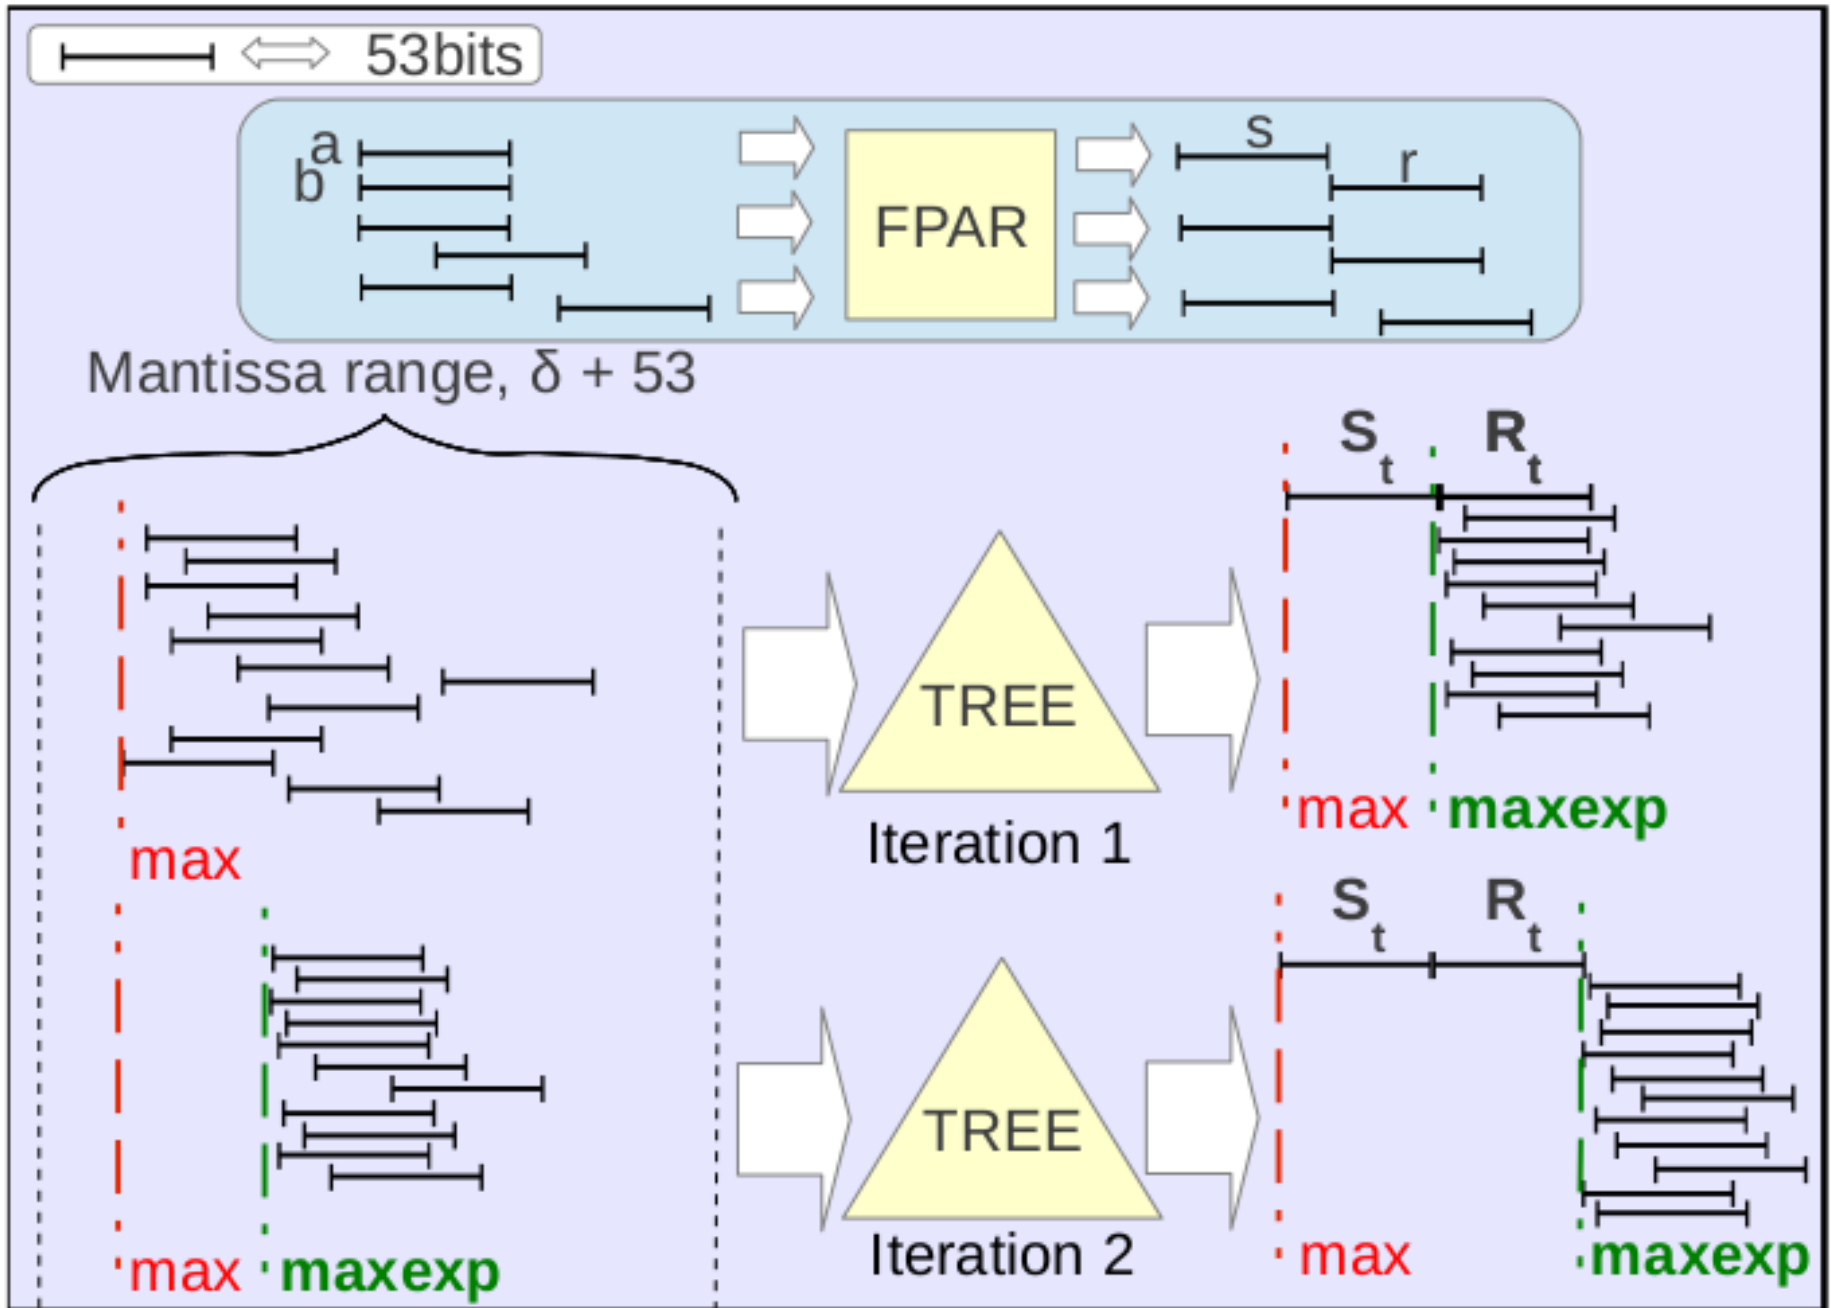 53bits
a
b
FPAR
s
r
Mantissa range, δ + 53
S t
R t
TREE
Iteration 1
max
max
maxexp
S t
R t
TREE
Iteration 2
max
maxexp
max
maxexp